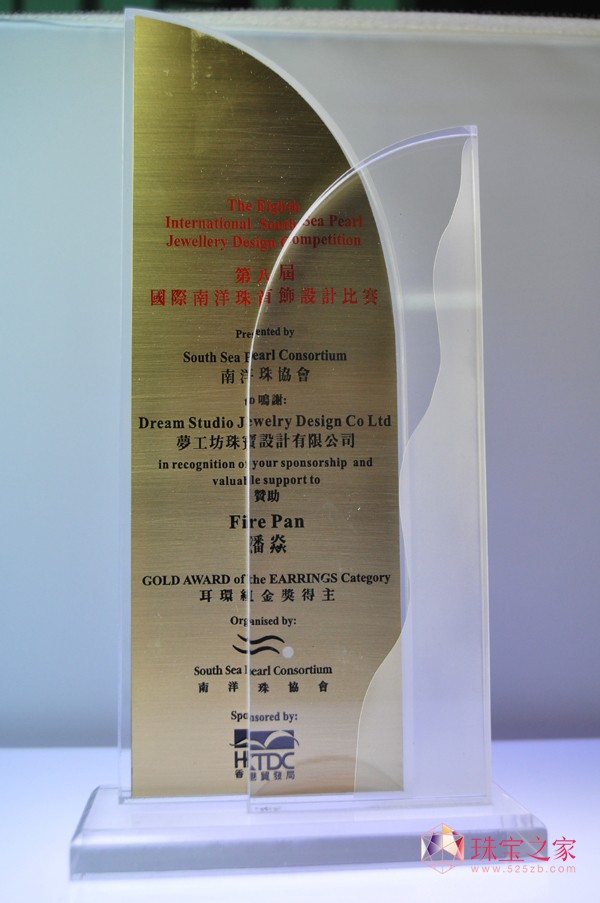 The Eighth
International South Sea Pearl
Jewellery Design Competition
第八屆
國際南洋珠首飾設計比賽
Presented by
South Sea Pearl Consortium
南洋珠協會
to 鳴謝:
Dream Studio Jewelry Design Co Ltd
夢工坊珠寶設計有限公司
in recognition of your sponsorship and
valuable support to
贊助
Fire Pan
潘焱
GOLD AWARD of the EARRINGS Category
耳環組金獎得主
Organised by:
South Sea Pearl Consortium
南洋珠協會
Sponsored by:
HKTDC
香港貿發局
珠宝之家
www.525zb.com